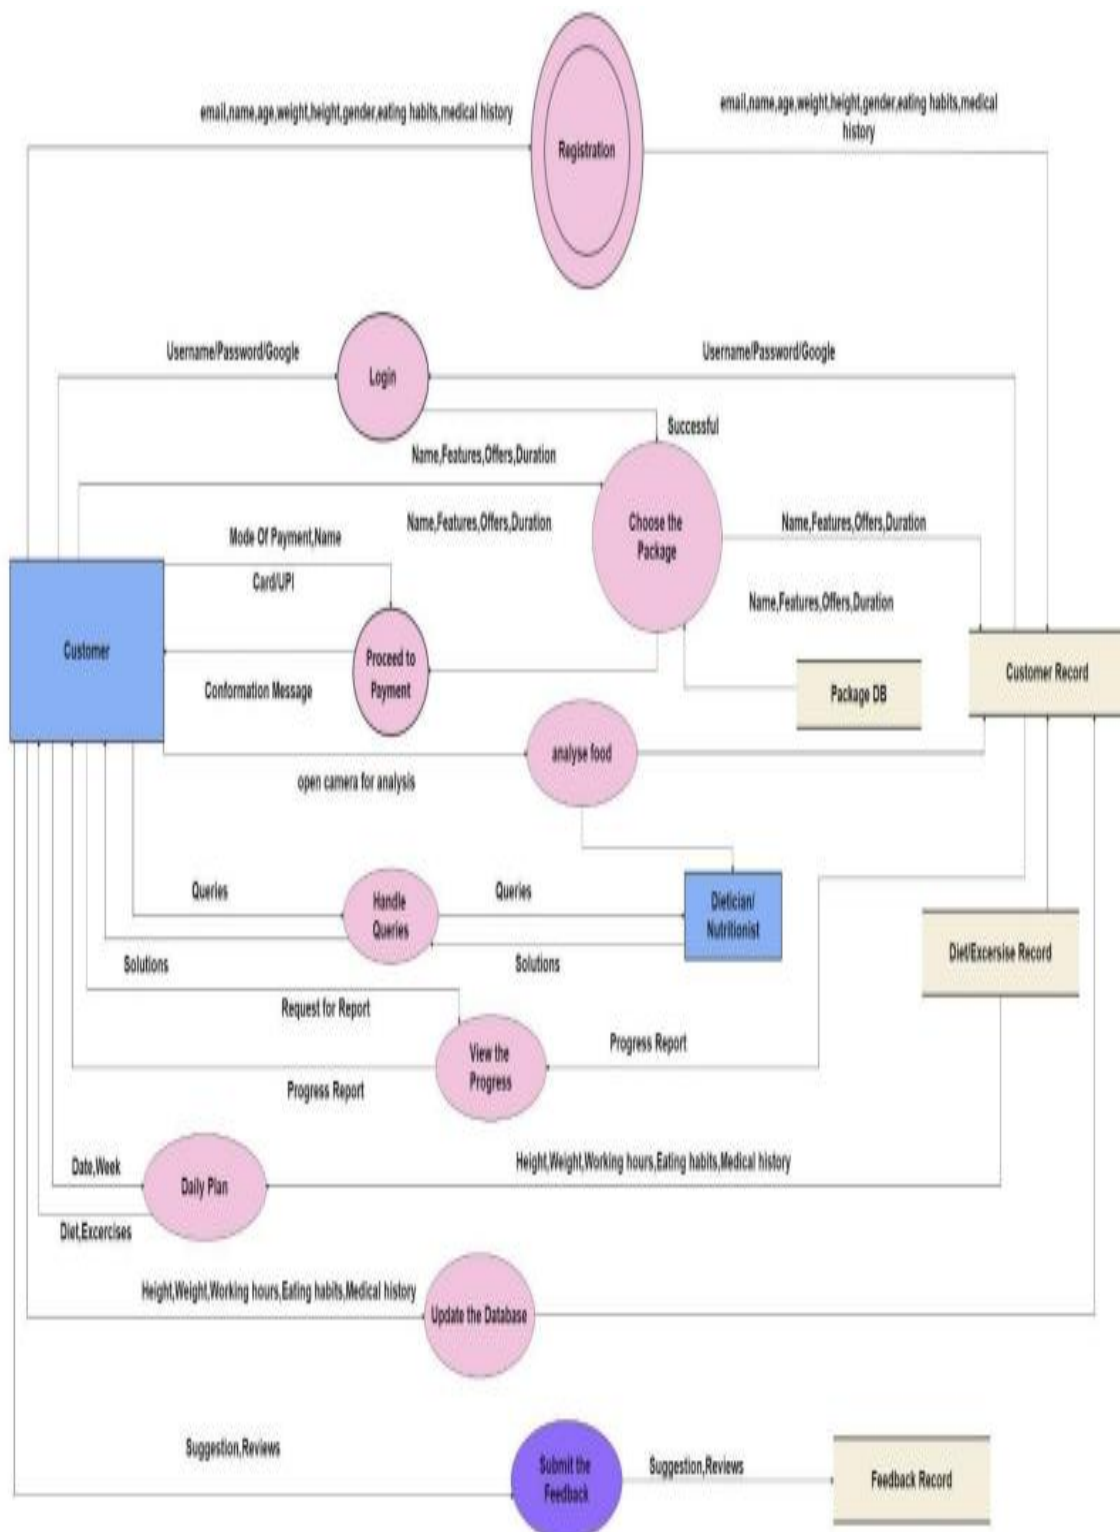 email,name,age,weight,height,gender,eating habits,medical history
email,name,age,weight,height,gender,eating habits,medical
history
Registration
Username/Password/Google
Login
Username/Password/Google
Successful
Name,Features,Offers,Duration
Name,Features,Offers,Duration
Choose the
Package
Name,Features,Offers,Duration
Mode Of Payment,Name
Card/UPI
Name,Features,Offers,Duration
Customer
Proceed to
Payment
Conformation Message
Package DB
Customer Record
analyse food
open camera for analysis
Queries
Handle
Queries
Queries
Dietician/
Nutritionist
Solutions
Solutions
Diet/Excersise Record
Request for Report
View the
Progress
Progress Report
Progress Report
Date,Week
Daily Plan
Height,Weight,Working hours,Eating habits,Medical history
Diet,Excercises
Height,Weight,Working hours,Eating habits,Medical history
Update the Database
Suggestion,Reviews
Submit the
Feedback
Suggestion,Reviews
Feedback Record